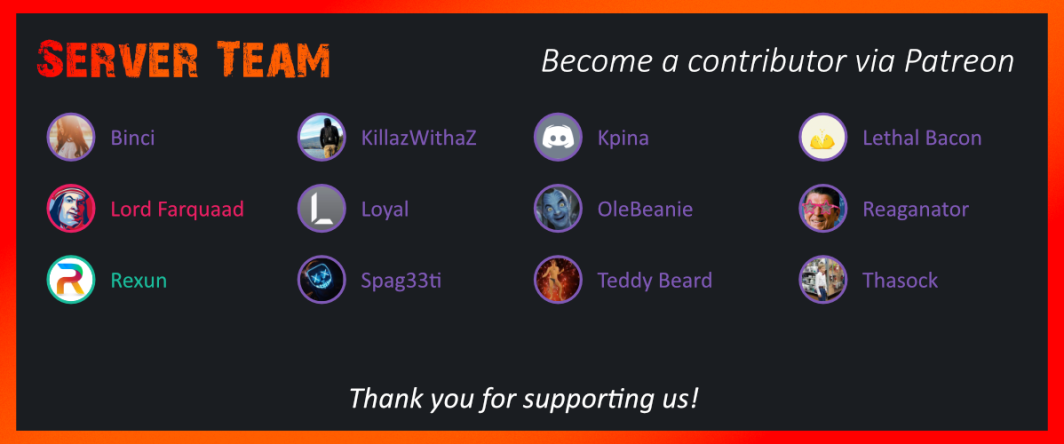 Server Team
Become a contributor via Patreon
Binci
KillazWithaZ
Kpina
Lethal Bacon
Lord Farquaad
Loyal
OleBeanie
Reaganator
Rexun
Spag33ti
Teddy Beard
Thasock
Thank you for supporting us!